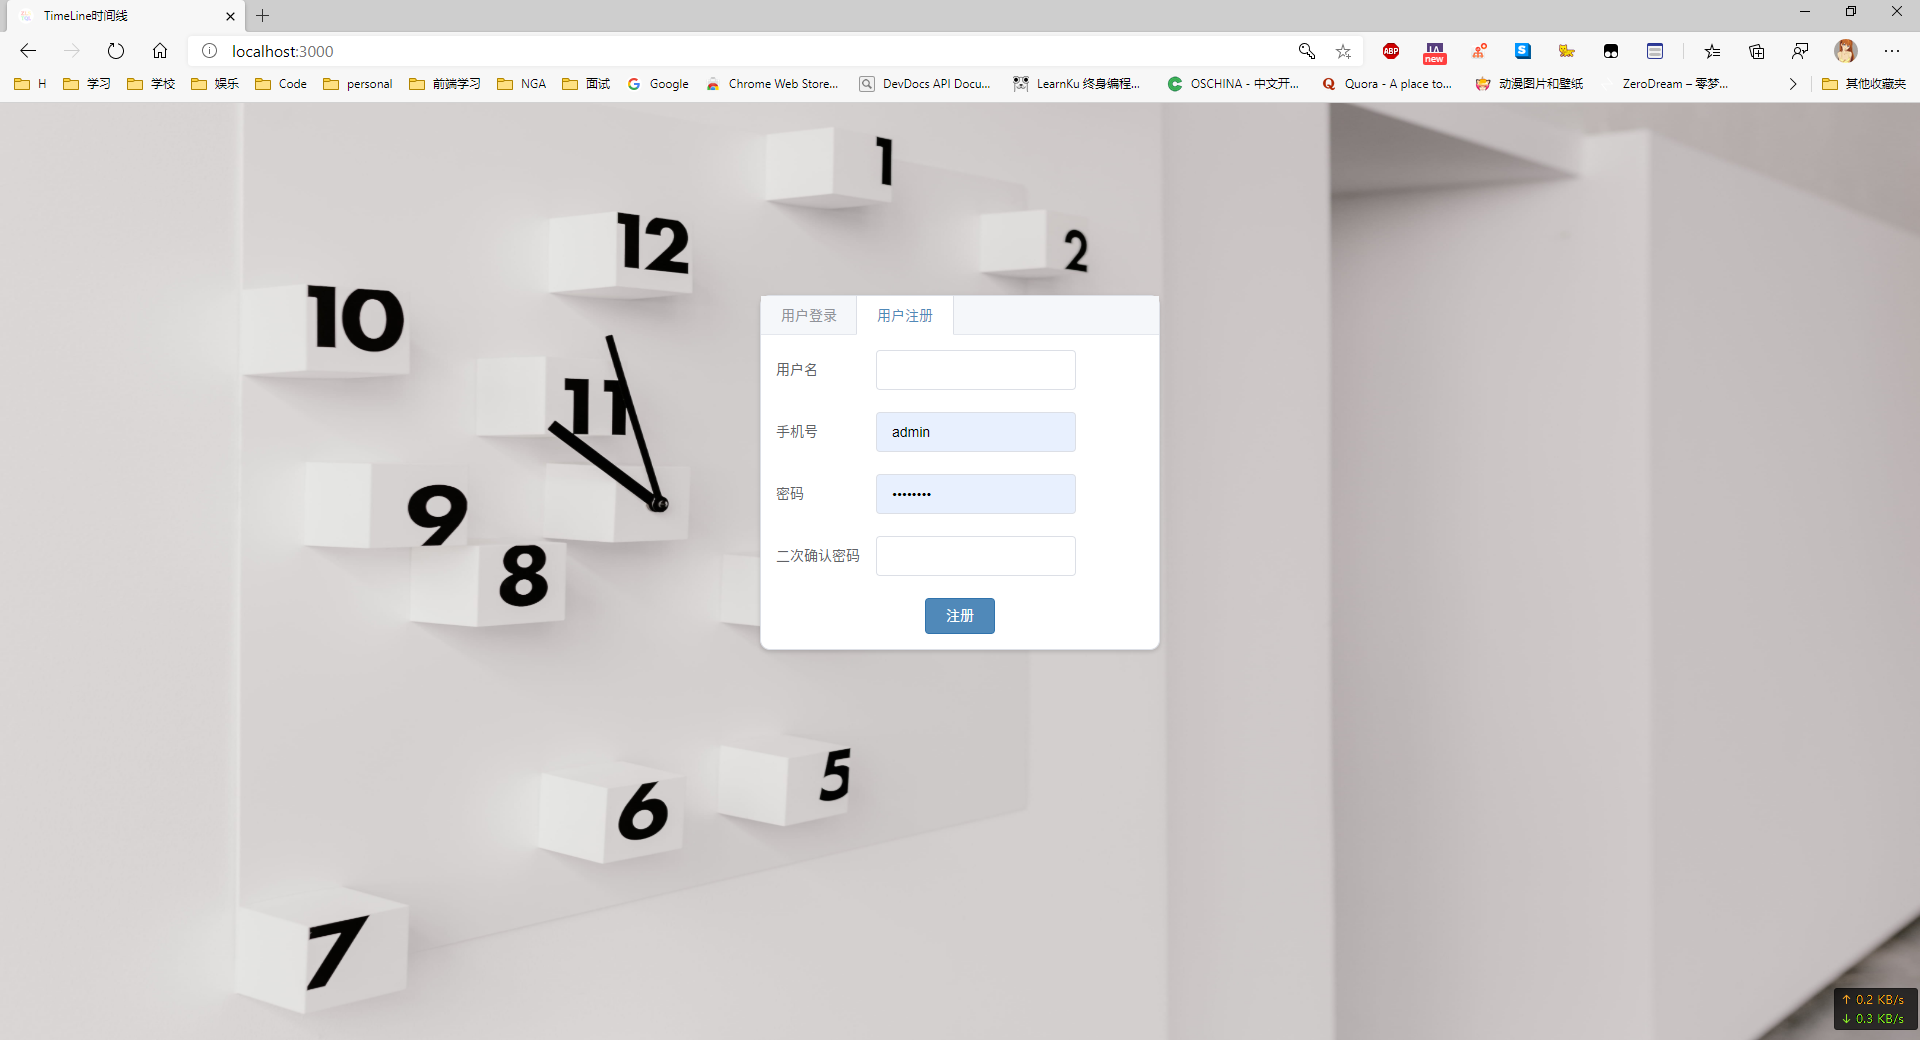 TimeLine时间线
localhost:3000
ABP
new
H 学习 学校 娱乐 Code personal 前端学习 NGA 面试 Google Chrome Web Store... DevDocs API Docu... LearnKu 终身编程... OSCHINA - 中文开... Quora - A place to... 动漫图片和壁纸 ZeroDream – 零梦... 其他收藏夹
1
12
2
10
11
9
8
6
5
7
用户登录 用户注册
用户名
手机号 admin
密码 ••••••••
二次确认密码
注册
↑ 0.2 KB/s
↓ 0.3 KB/s